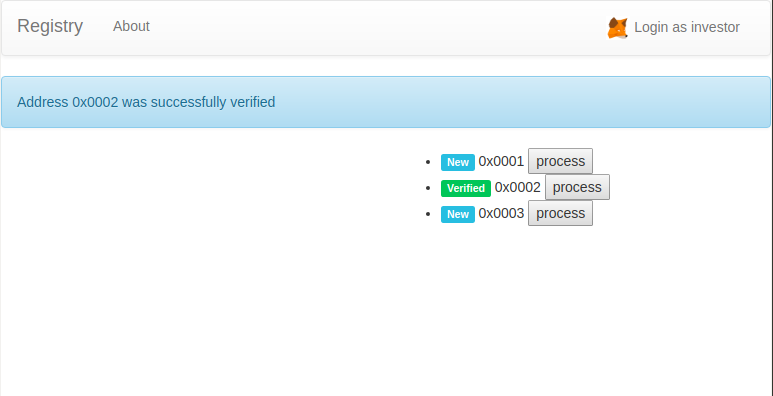 Registry About Login as investor
Address 0x0002 was successfully verified
New 0x0001 process
Verified 0x0002 process
New 0x0003 process